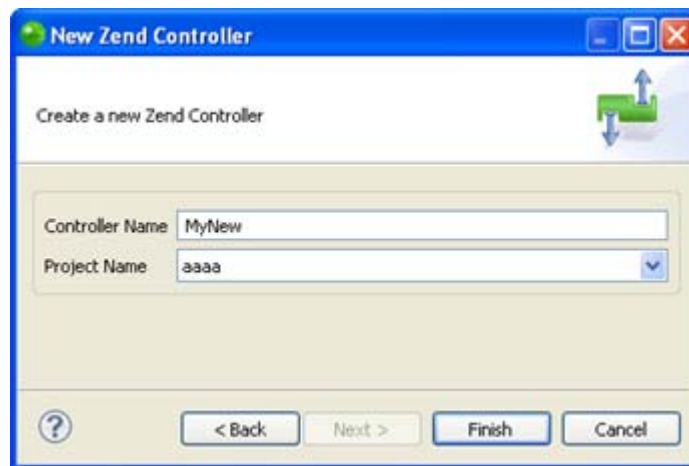 New Zend Controller
Create a new Zend Controller
Controller Name MyNew
Project Name aaaa
? < Back Next > Finish Cancel